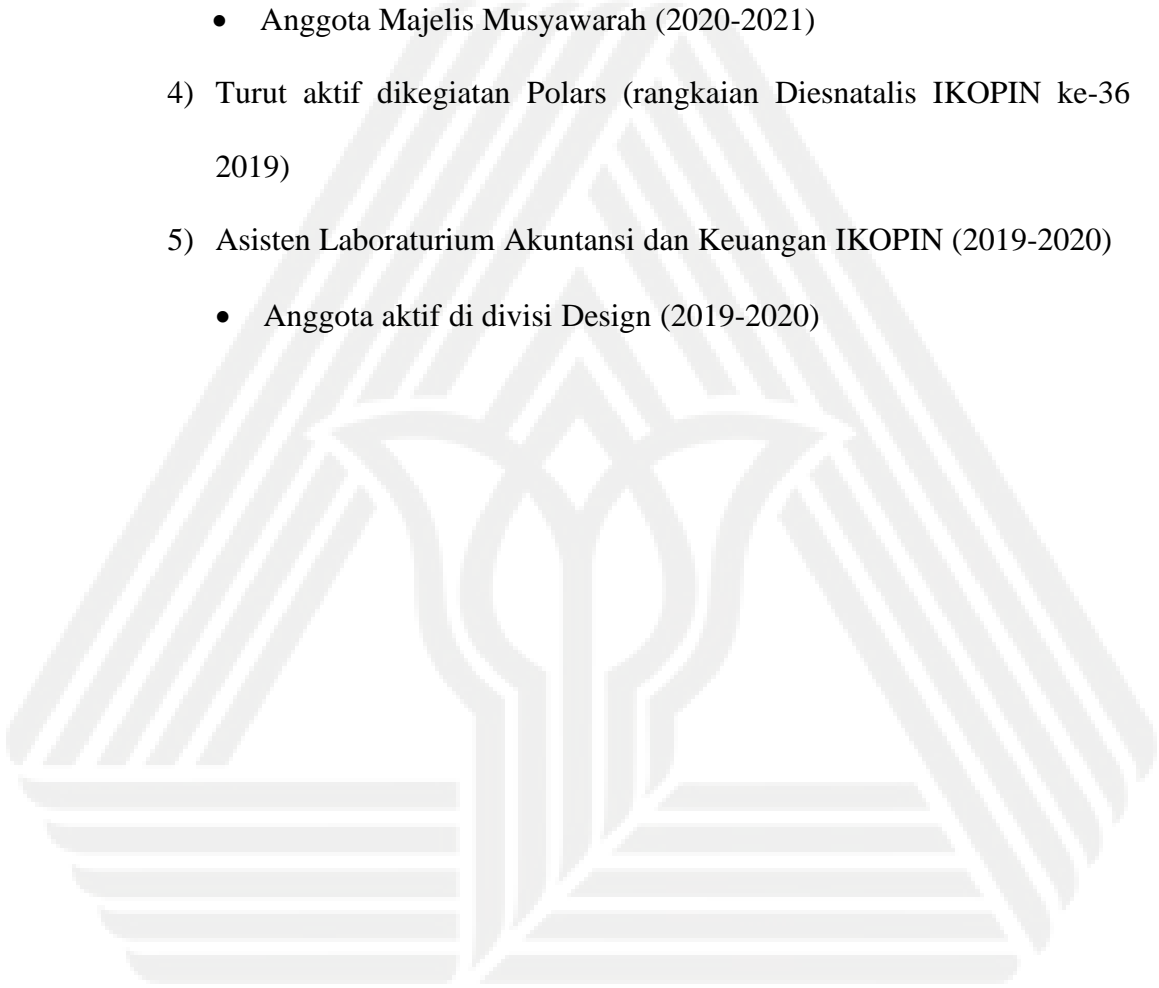 • Anggota Majelis Musyawarah (2020-2021)
4) Turut aktif dikegiatan Polars (rangkaian Diesnatalis IKOPIN ke-36
2019)
5) Asisten Laboraturium Akuntansi dan Keuangan IKOPIN (2019-2020)
• Anggota aktif di divisi Design (2019-2020)